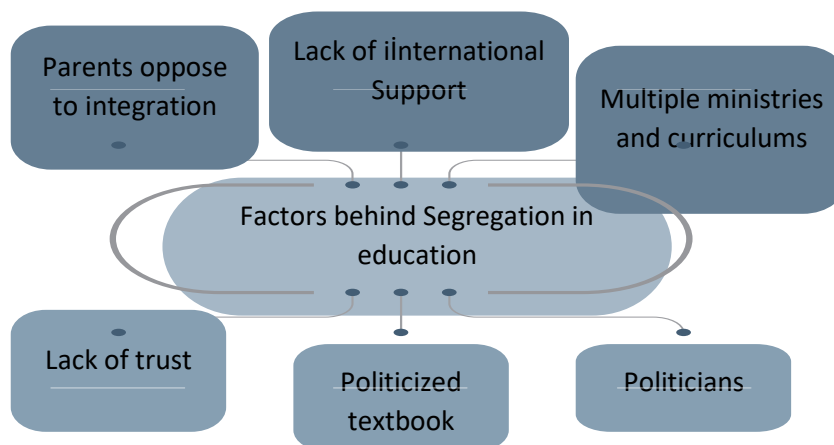 Parents oppose
to integration
Lack of iİnternational
Support
Multiple ministries
and curriculums
Factors behind Segregation in
education
Lack of trust
Politicized
textbook
Politicians